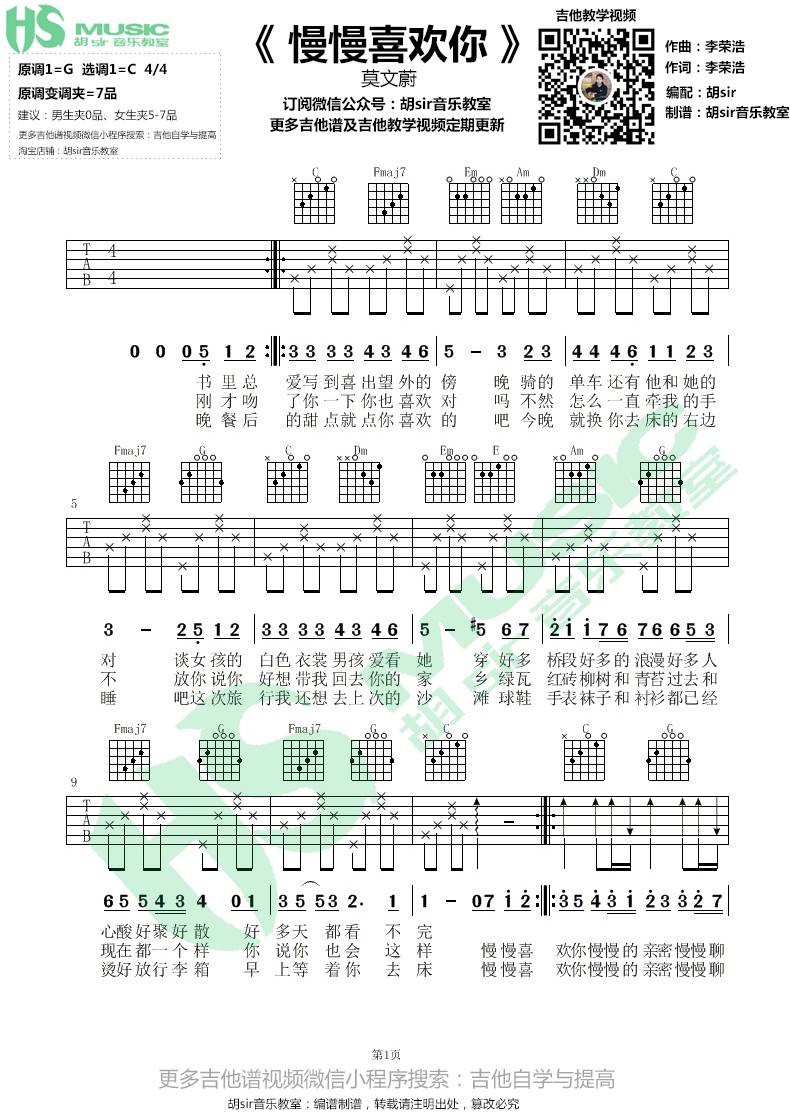 HS MUSIC
胡 sir 音乐教室
《 慢慢喜欢你 》
莫文蔚
订阅微信公众号：胡sir音乐教室
更多吉他谱及吉他教学视频定期更新
吉他教学视频
作曲：李荣浩
作词：李荣浩
编配：胡sir
制谱：胡sir音乐教室
原调1=G 选调1=C 4/4
原调变调夹=7品
建议：男生夹0品、女生夹5-7品
更多吉他谱视频微信小程序搜索：吉他自学与提高
淘宝店铺：胡sir音乐教室
C Fmaj7 Em Am Dm C
T A B 4 4
0 0 0 5 1 2 3 3 3 3 4 3 4 6 5 - 3 2 3 4 4 4 6 1 1 2 3
书里总 爱写到喜出望外的 傍 晚骑的 单车还有他和她的
刚才吻 了你一下你也喜欢 对 吗不然 怎么一直牵我的手
晚餐后 的甜点就点你喜欢 的 吧今晚 就换你去床的右边
Fmaj7 G C Dm Em E Am G
5
T A B
3 - 2 5 1 2 3 3 3 3 4 3 4 6 5 - #5 6 7 2 1 1 7 6 7 6 6 5 3
对 谈女孩的 白色衣裳男孩爱看 她 穿好多 桥段好多的浪漫好多人
不 放你说你 好想带我回去你的 家 乡绿瓦 红砖柳树和青苔过去和
睡 吧这次旅 行我还想去上次的 沙 滩球鞋 手表袜子和衬衫都已经
Fmaj7 G Fmaj7 G C C G C G
9
T A B
6 5 5 4 3 4 0 1 3 5 5 3 2 · 1 1 - 0 7 1 2 3 5 4 3 1 2 3 3 2 7
心酸好聚好散 好 多天 都看 不 完
现在都一个样 你 说你 也会 这 样 慢慢喜 欢你慢慢的亲密慢慢聊
烫好放行李箱 早 上等 着你 去 床 慢慢喜 欢你慢慢的亲密慢慢聊
HS MUSIC 胡 sir 音乐教室
第1页
更多吉他谱视频微信小程序搜索：吉他自学与提高
胡sir音乐教室：编谱制谱，转载请注明出处，篡改必究